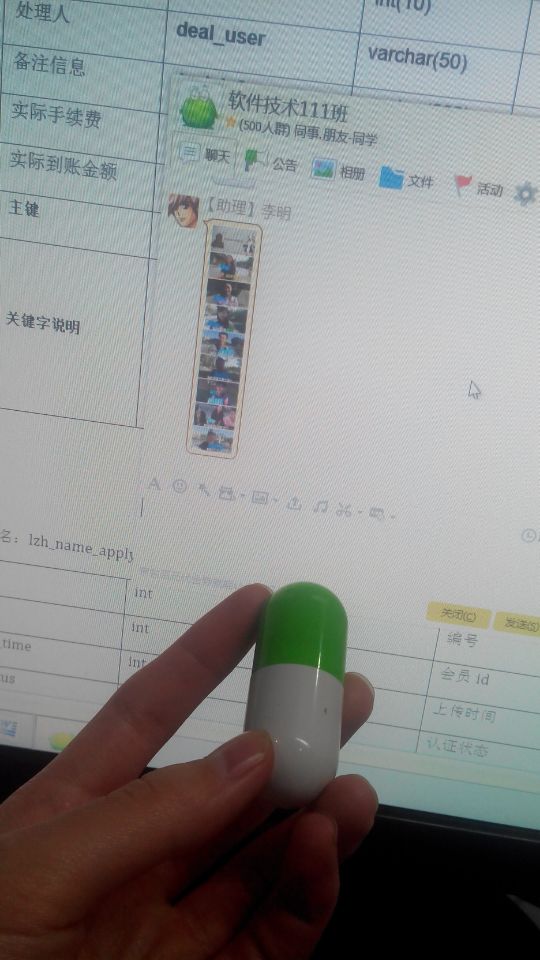 int(10)
处理人
deal_user
varchar(50)
备注信息
实际手续费
实际到账金额
主键
关键字说明
软件技术111班
(500人群) 同事.朋友-同学
聊天
公告
相册
文件
活动
【助理】李明
名：lzh_name_apply
int
关闭(C)
发送(S)
int
编号
_time
int
会员 id
us
上传时间
认证状态